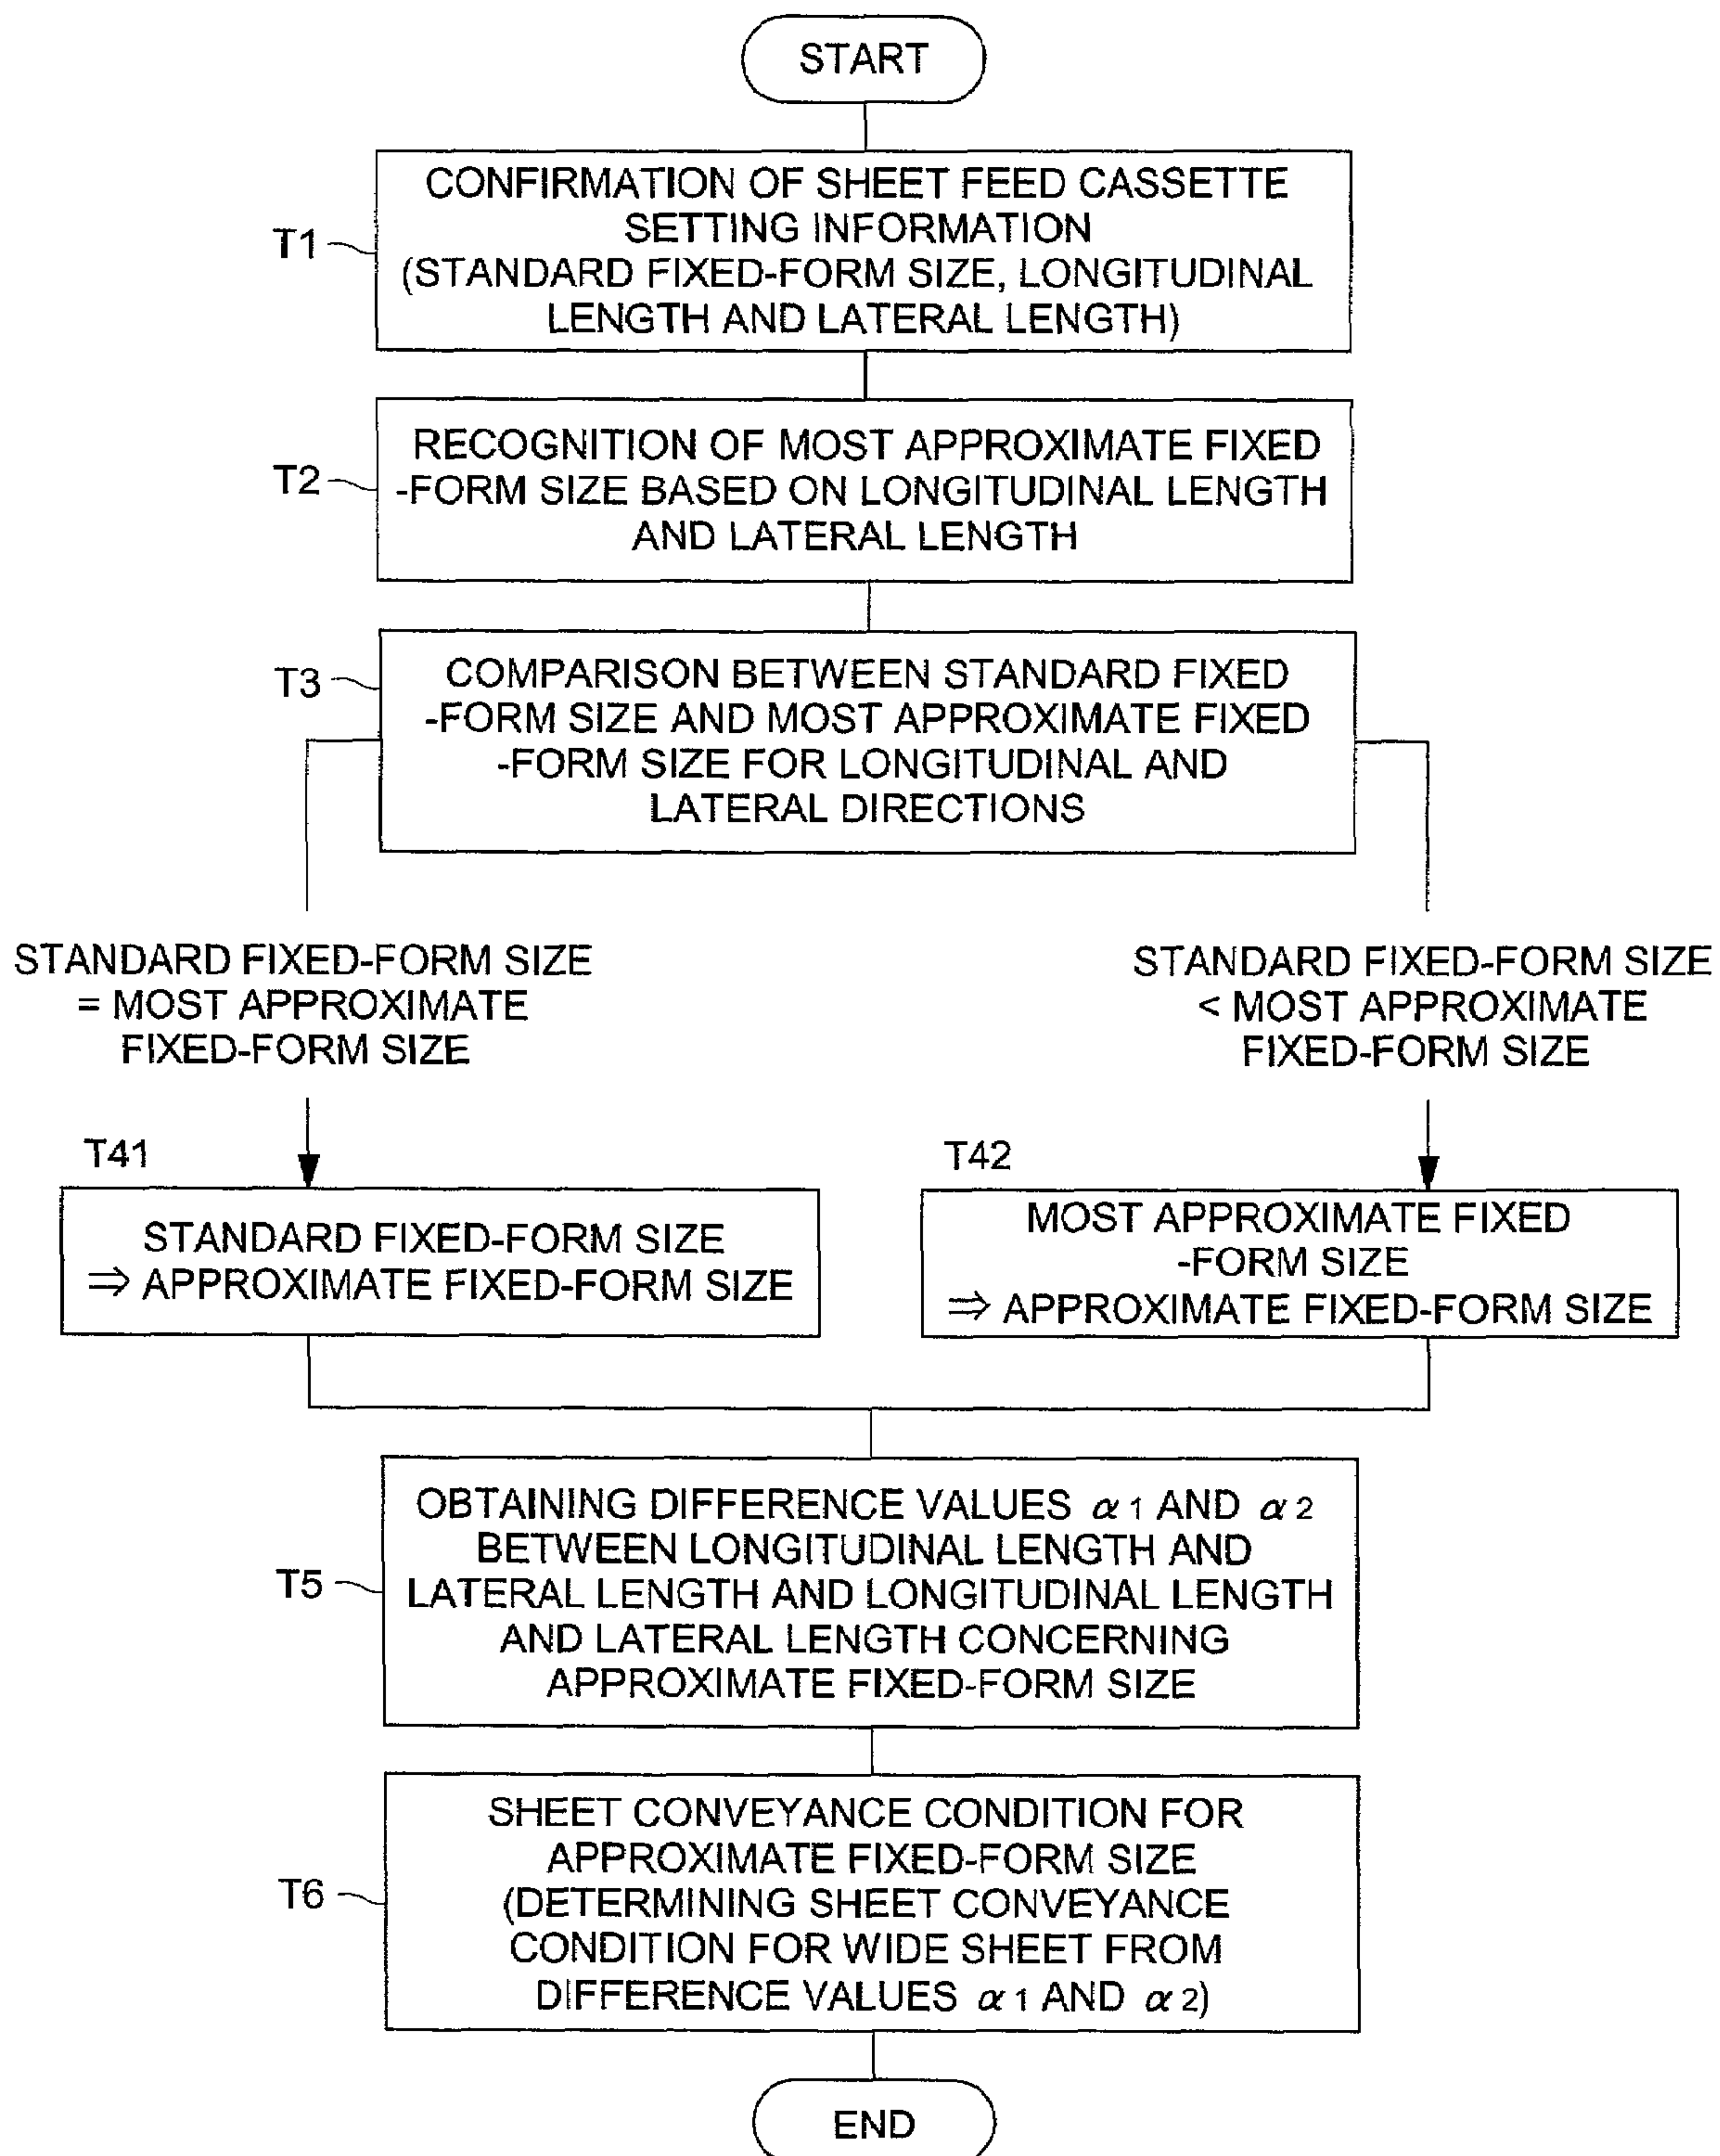 START
T1
CONFIRMATION OF SHEET FEED CASSETTE
SETTING INFORMATION
(STANDARD FIXED-FORM SIZE, LONGITUDINAL
LENGTH AND LATERAL LENGTH)
T2
RECOGNITION OF MOST APPROXIMATE FIXED
-FORM SIZE BASED ON LONGITUDINAL LENGTH
AND LATERAL LENGTH
T3
COMPARISON BETWEEN STANDARD FIXED
-FORM SIZE AND MOST APPROXIMATE FIXED
-FORM SIZE FOR LONGITUDINAL AND
LATERAL DIRECTIONS
STANDARD FIXED-FORM SIZE
= MOST APPROXIMATE
FIXED-FORM SIZE
STANDARD FIXED-FORM SIZE
< MOST APPROXIMATE
FIXED-FORM SIZE
T41
STANDARD FIXED-FORM SIZE
⇒ APPROXIMATE FIXED-FORM SIZE
T42
MOST APPROXIMATE FIXED
-FORM SIZE
⇒ APPROXIMATE FIXED-FORM SIZE
T5
OBTAINING DIFFERENCE VALUES α1 AND α2
BETWEEN LONGITUDINAL LENGTH AND
LATERAL LENGTH AND LONGITUDINAL LENGTH
AND LATERAL LENGTH CONCERNING
APPROXIMATE FIXED-FORM SIZE
T6
SHEET CONVEYANCE CONDITION FOR
APPROXIMATE FIXED-FORM SIZE
(DETERMINING SHEET CONVEYANCE
CONDITION FOR WIDE SHEET FROM
DIFFERENCE VALUES α1 AND α2)
END